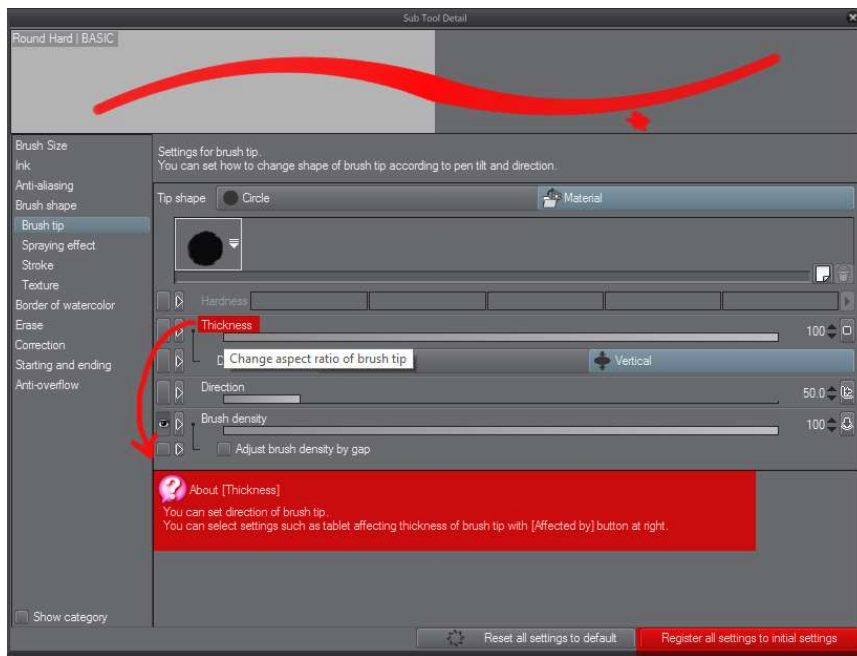 Sub Tool Detail
Round Hard | BASIC
Brush Size
Ink
Anti-aliasing
Brush shape
Brush tip
Spraying effect
Stroke
Texture
Border of watercolor
Erase
Correction
Starting and ending
Anti-overflow
Show category
Settings for brush tip.
You can set how to change shape of brush tip according to pen tilt and direction.
Tip shape Circle Material
Hardness
Thickness 100
Change aspect ratio of brush tip
Vertical
Direction 50.0
Brush density 100
Adjust brush density by gap
About [Thickness]
You can set direction of brush tip.
You can select settings such as tablet affecting thickness of brush tip with [Affected by] button at right.
Reset all settings to default Register all settings to initial settings